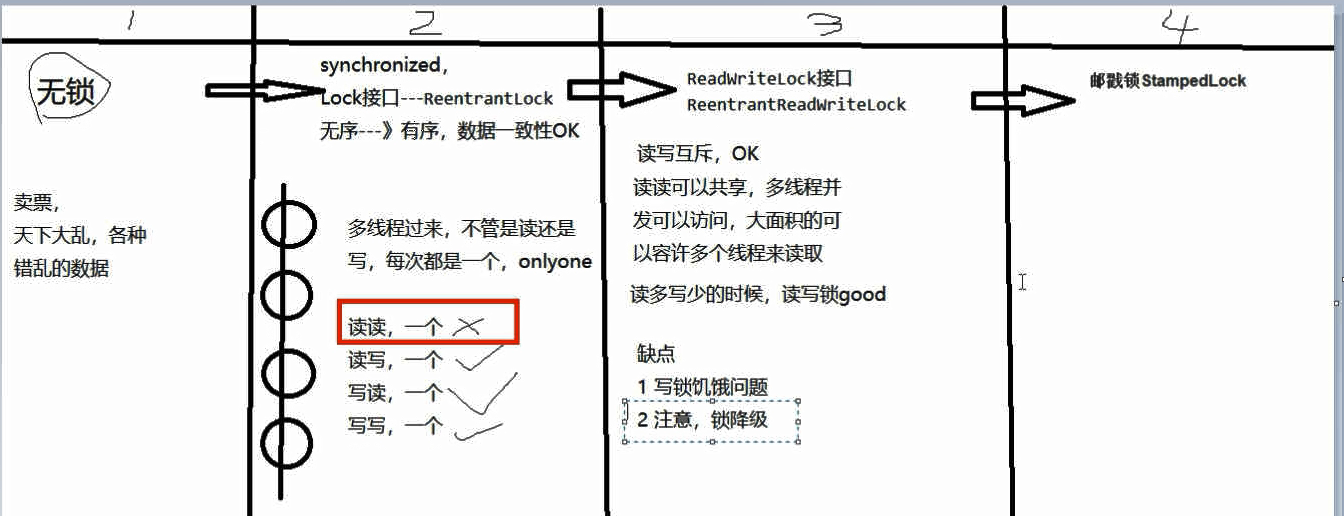 1
2
3
4
无锁
synchronized，
Lock接口---ReentrantLock
无序---》有序，数据一致性OK
ReadWriteLock接口
ReentrantReadWriteLock
邮戳锁StampedLock
卖票，
天下大乱，各种
错乱的数据
多线程过来，不管是读还是
写，每次都是一个，onlyone
读读，一个
读写，一个
写读，一个
写写，一个
读写互斥，OK
读读可以共享，多线程并
发可以访问，大面积的可
以容许多个线程来读取
读多写少的时候，读写锁good
缺点
1 写锁饥饿问题
2 注意，锁降级